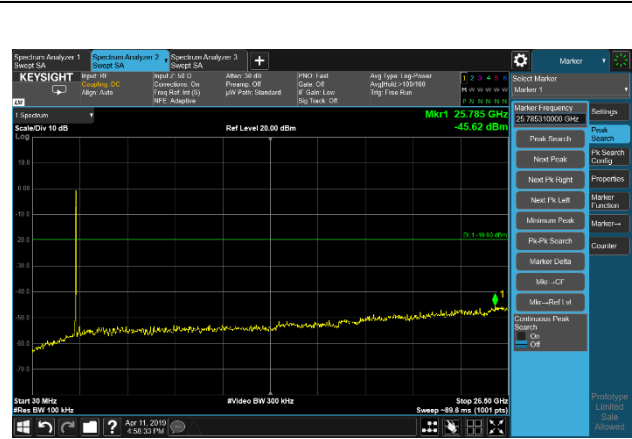 Spectrum Analyzer 1
Swept SA
Spectrum Analyzer 2
Swept SA
Spectrum Analyzer 3
Swept SA
+
Marker
KEYSIGHT
Input: RF
Coupling: DC
Align: Auto
Input Z: 50 Ω
Corrections: On
Freq Ref: Int (S)
NFE: Adaptive
Atten: 30 dB
Preamp: Off
µW Path: Standard
PNO: Fast
Gate: Off
IF Gain: Low
Sig Track: Off
Avg Type: Log-Power
Avg|Hold:>100/100
Trig: Free Run
1 2 3 4 5 6
M W W W W W
P N N N N N
Select Marker
Marker 1
LXI
1 Spectrum
Mkr1 25.785 GHz
-45.62 dBm
Scale/Div 10 dB
Ref Level 20.00 dBm
Log
10.0
0.00
-10.0
-20.0
-30.0
-40.0
-50.0
-60.0
-70.0
DL1 -19.50 dBm
1
Start 30 MHz
#Res BW 100 kHz
#Video BW 300 kHz
Stop 26.50 GHz
Sweep ~89.6 ms (1001 pts)
Marker Frequency
25.785310000 GHz
Peak Search
Next Peak
Next Pk Right
Next Pk Left
Minimum Peak
Pk-Pk Search
Marker Delta
Mkr→CF
Mkr→Ref Lvl
Continuous Peak
Search
On
Off
Settings
Peak
Search
Pk Search
Config
Properties
Marker
Function
Marker→
Counter
Prototype
Limited
Sale
Allowed
?
Apr 11, 2019
4:58:33 PM